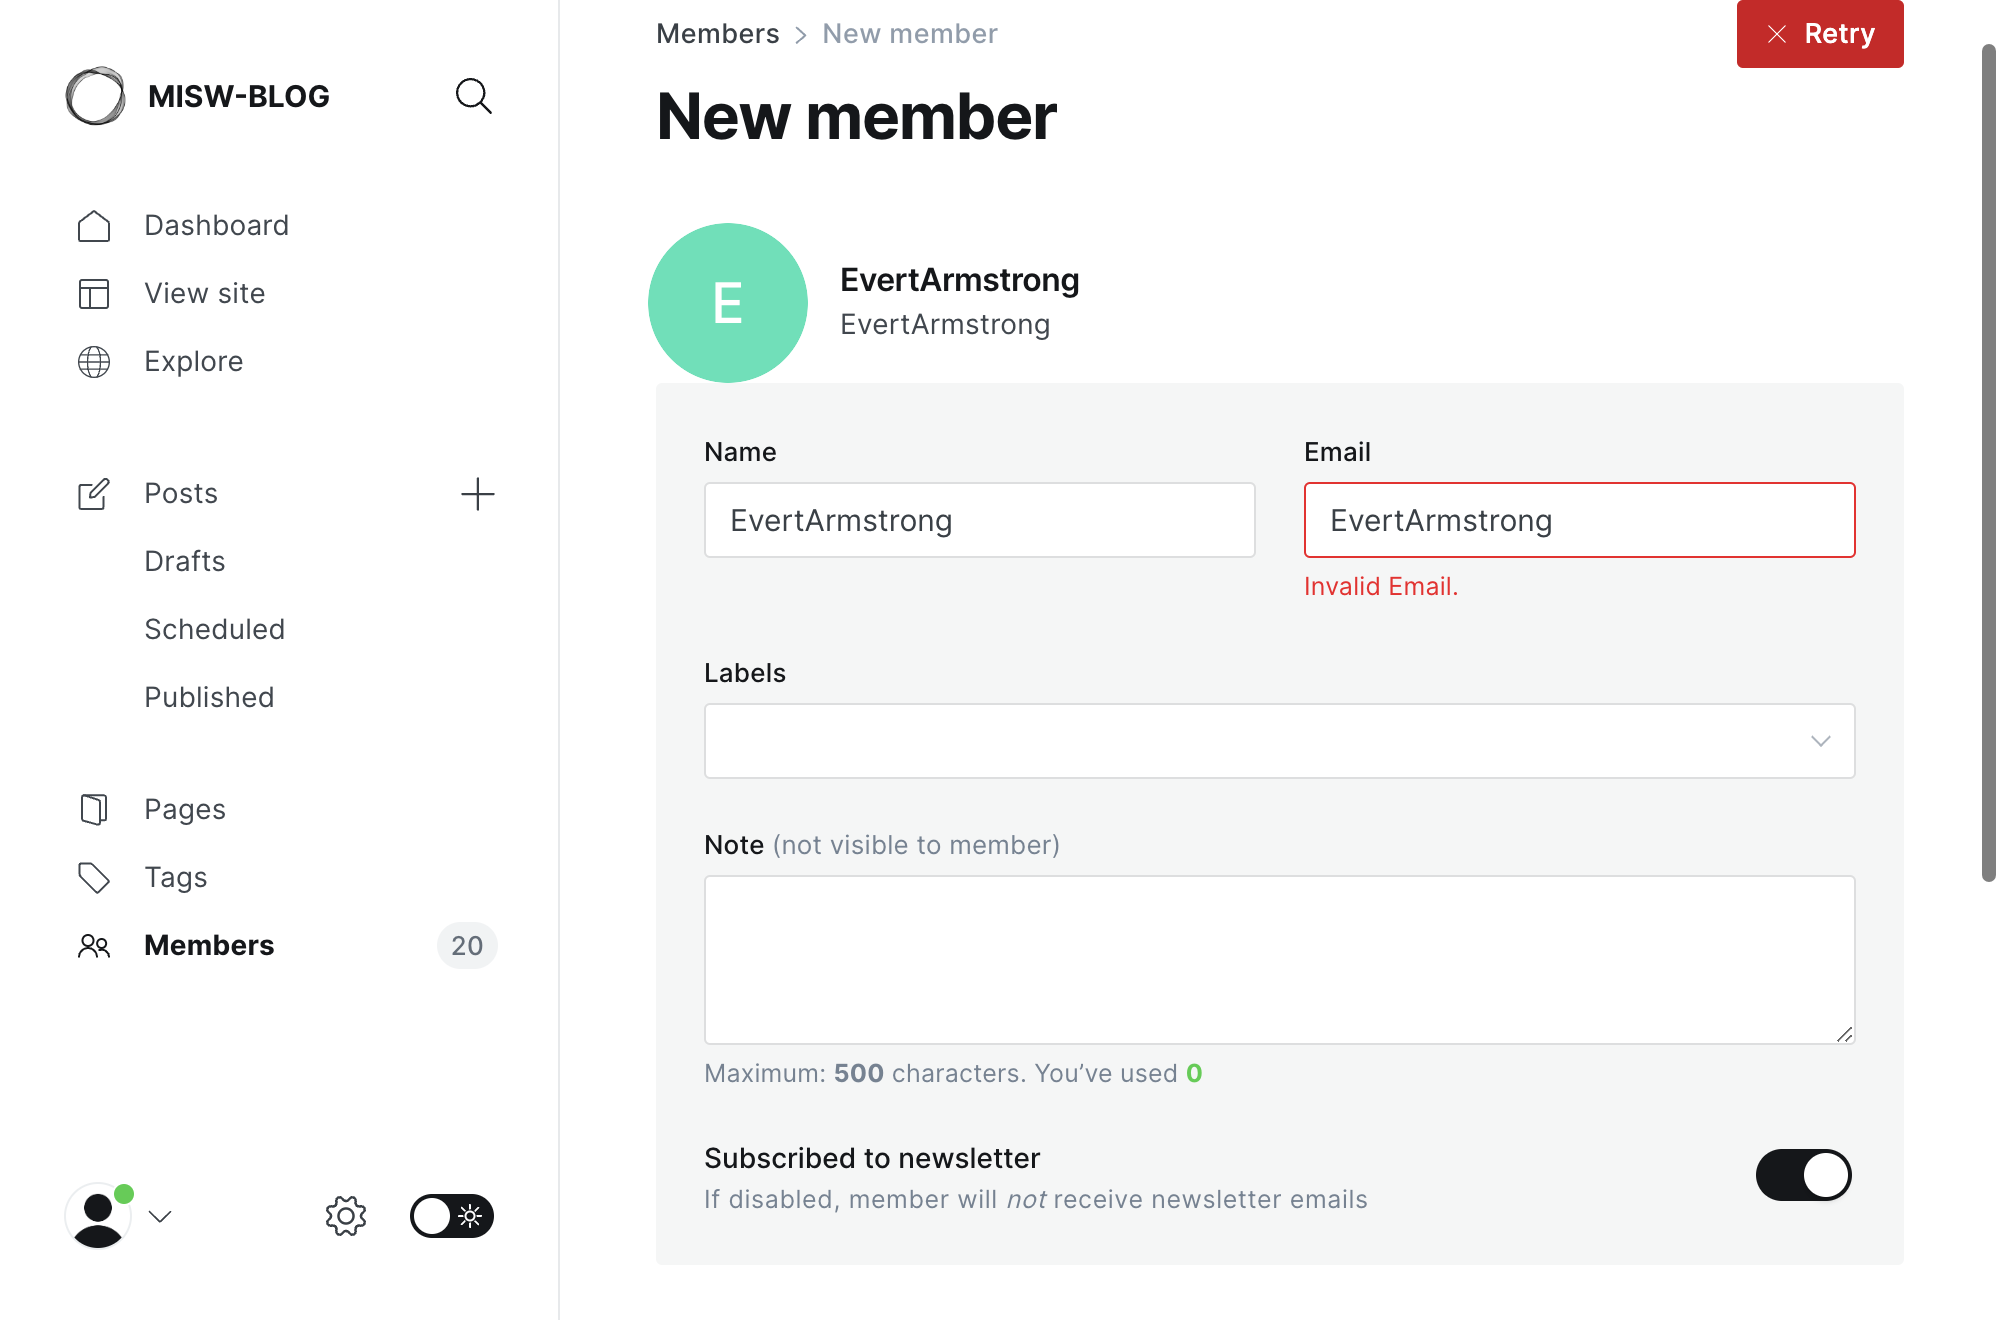 MISW-BLOG
Dashboard
View site
Explore
Posts
Drafts
Scheduled
Published
Pages
Tags
Members
20
Members > New member
Retry
New member
E
EvertArmstrong
EvertArmstrong
Name
EvertArmstrong
Email
EvertArmstrong
Invalid Email.
Labels
Note (not visible to member)
Maximum: 500 characters. You’ve used 0
Subscribed to newsletter
If disabled, member will not receive newsletter emails